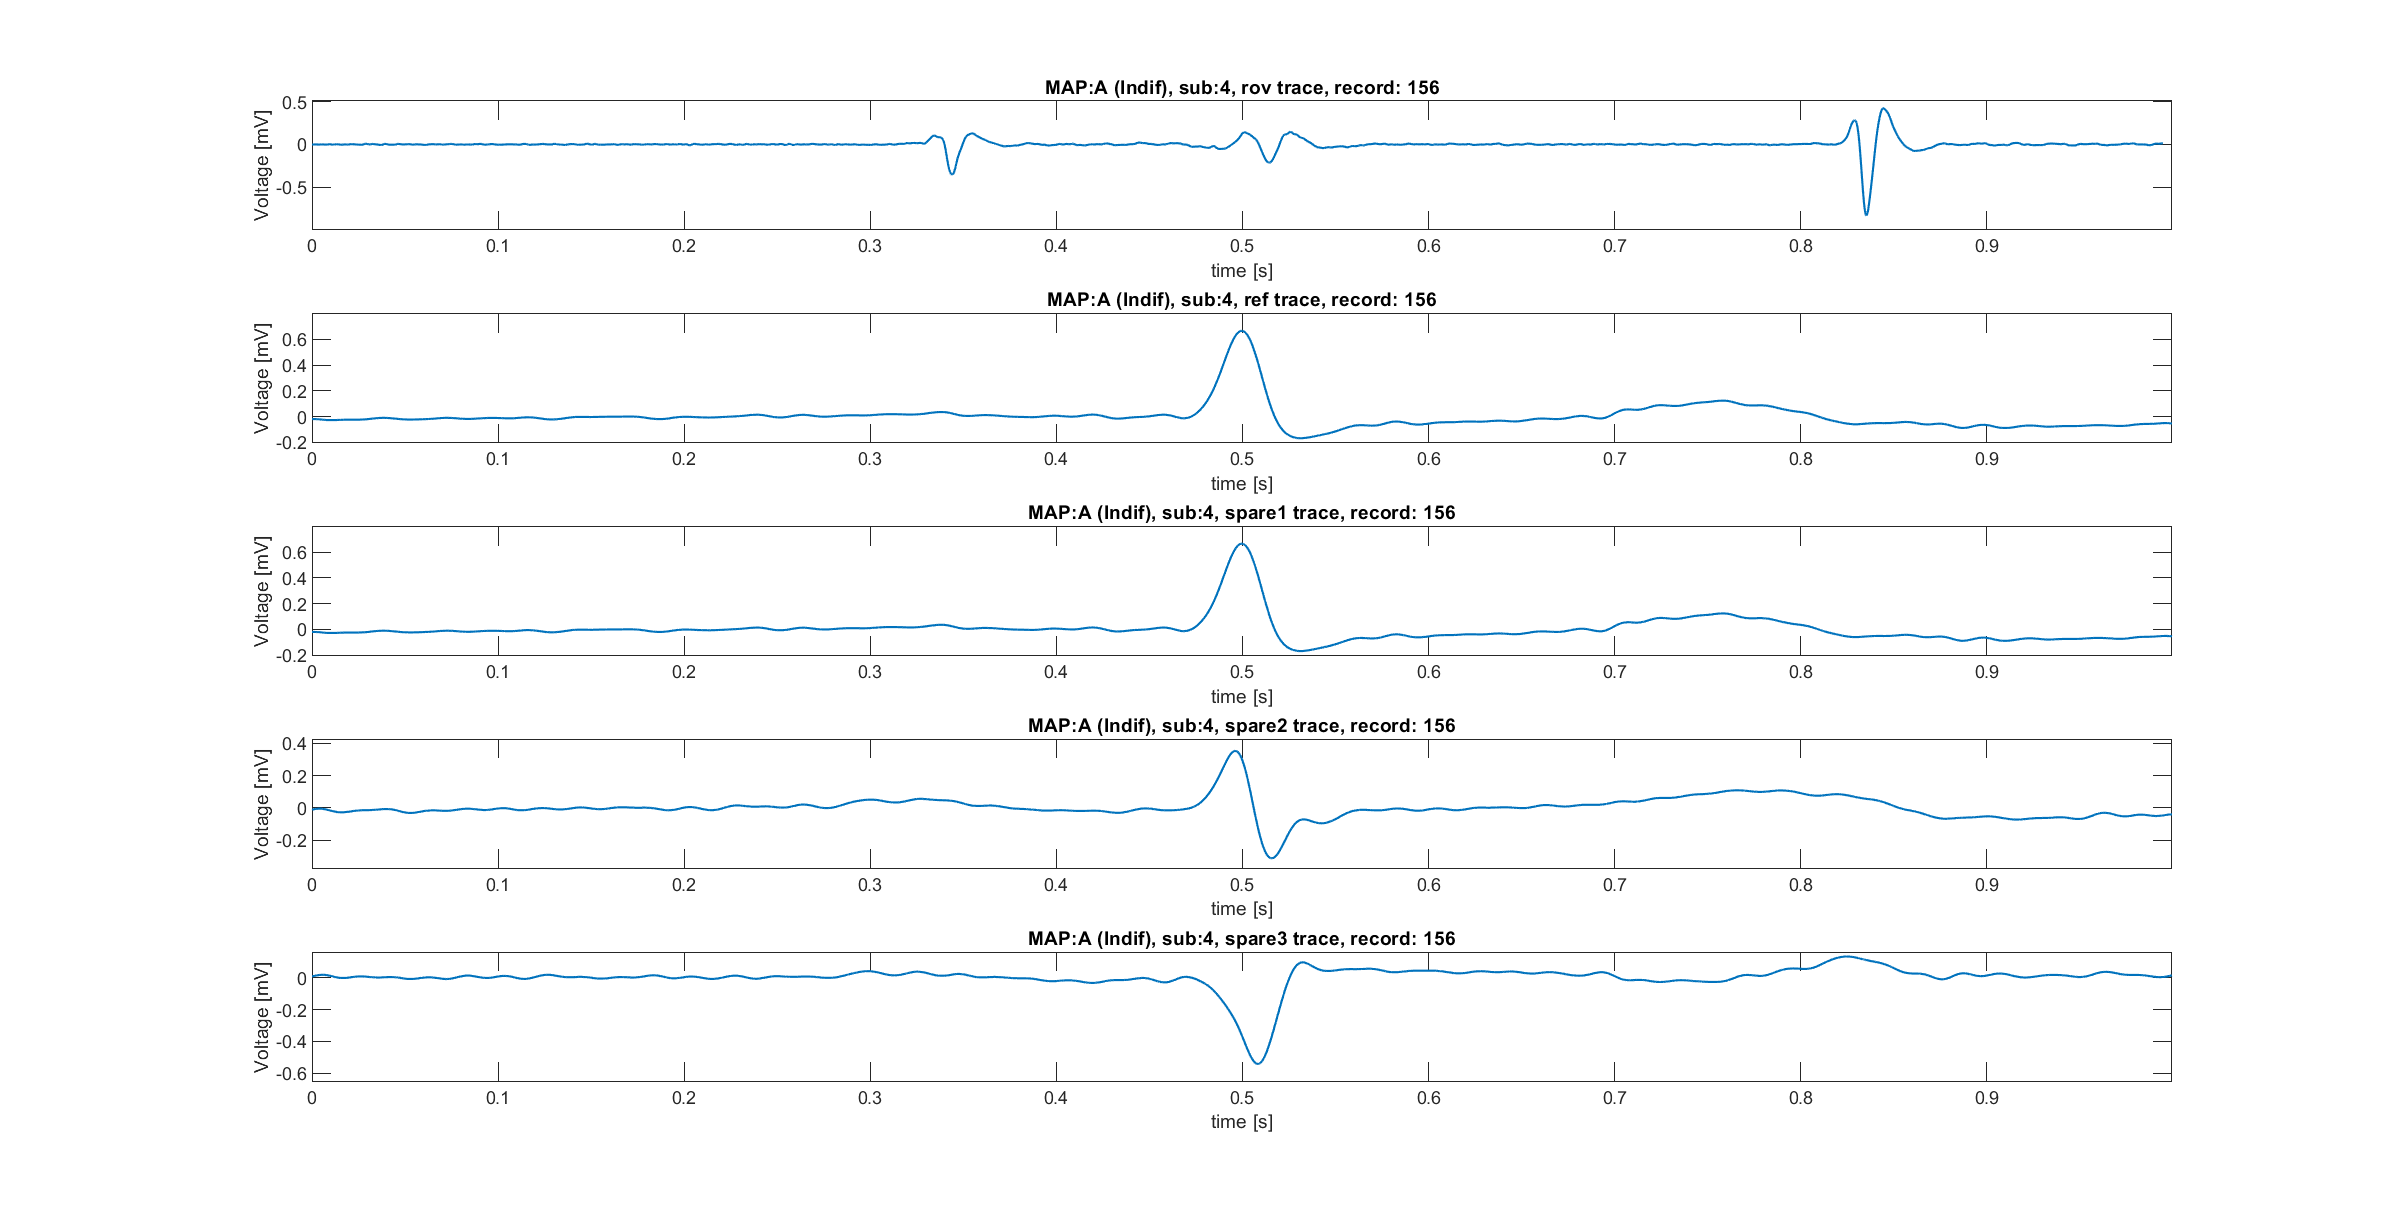 MAP:A (Indif), sub:4, rov trace, record: 156
Voltage [mV]
0.5
0
-0.5
0 0.1 0.2 0.3 0.4 0.5 0.6 0.7 0.8 0.9
time [s]
MAP:A (Indif), sub:4, ref trace, record: 156
Voltage [mV]
0.6
0.4
0.2
0
-0.2
0 0.1 0.2 0.3 0.4 0.5 0.6 0.7 0.8 0.9
time [s]
MAP:A (Indif), sub:4, spare1 trace, record: 156
Voltage [mV]
0.6
0.4
0.2
0
-0.2
0 0.1 0.2 0.3 0.4 0.5 0.6 0.7 0.8 0.9
time [s]
MAP:A (Indif), sub:4, spare2 trace, record: 156
Voltage [mV]
0.4
0.2
0
-0.2
0 0.1 0.2 0.3 0.4 0.5 0.6 0.7 0.8 0.9
time [s]
MAP:A (Indif), sub:4, spare3 trace, record: 156
Voltage [mV]
0
-0.2
-0.4
-0.6
0 0.1 0.2 0.3 0.4 0.5 0.6 0.7 0.8 0.9
time [s]